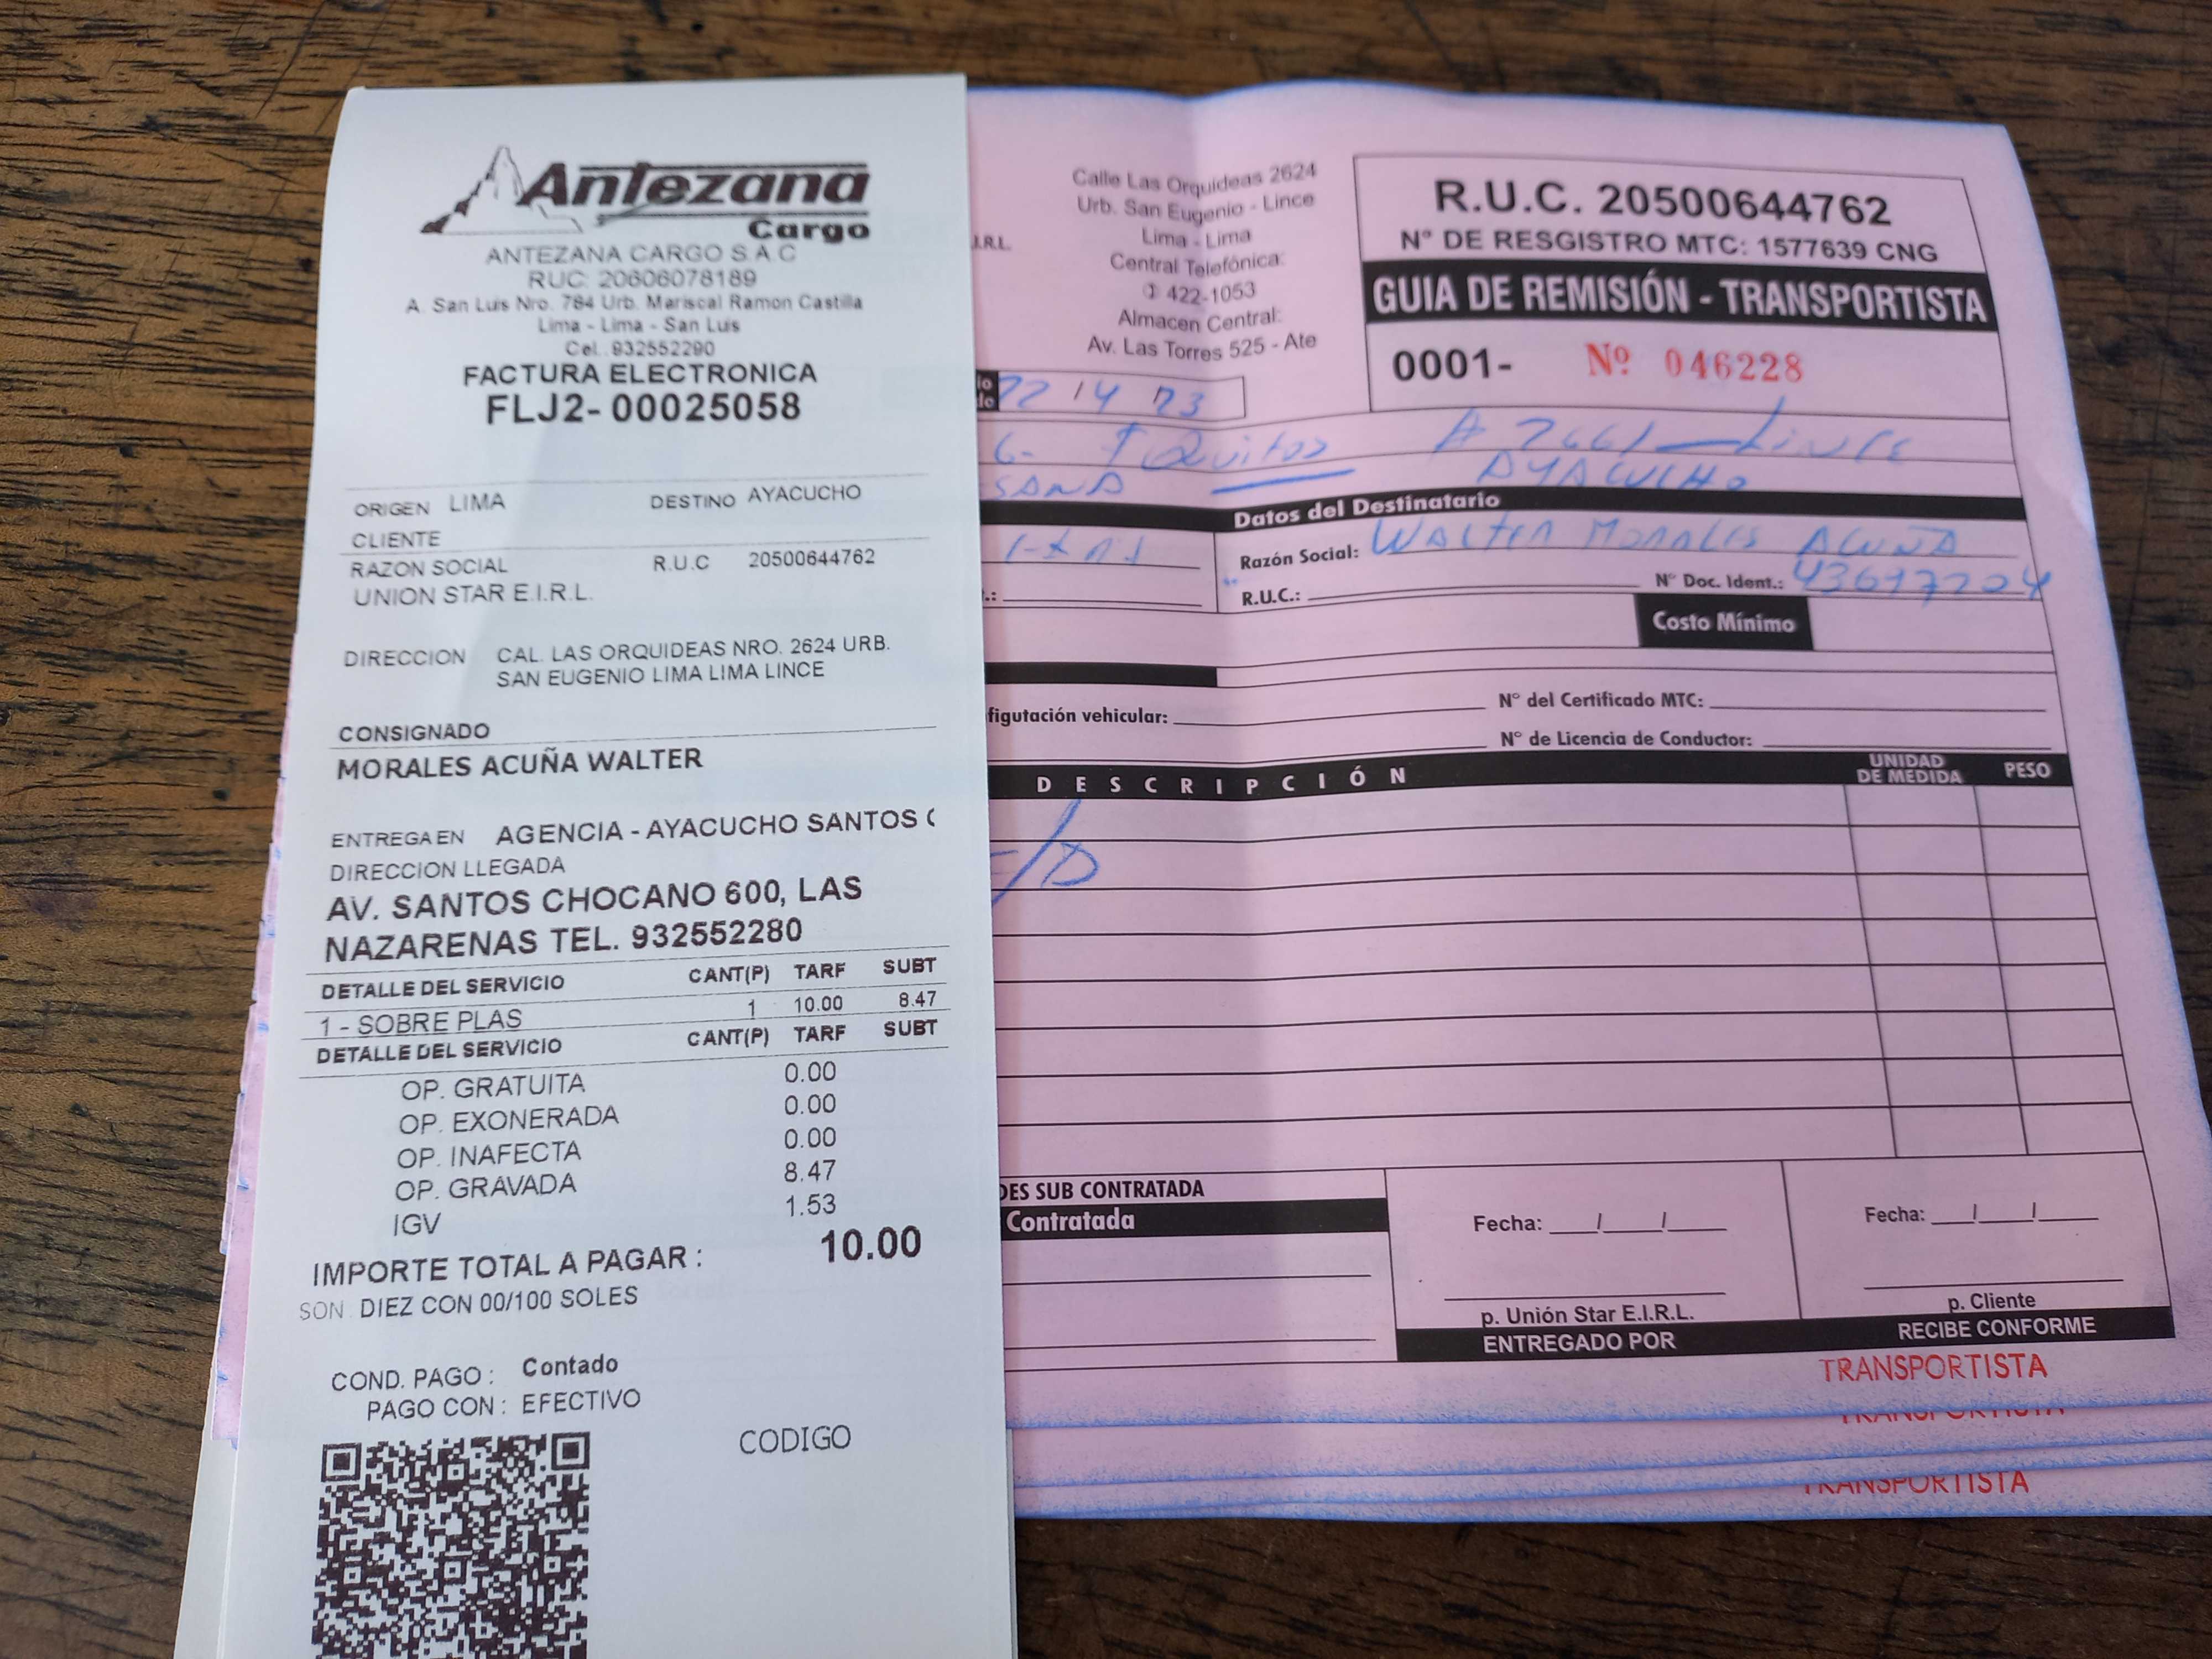 Antezana
Cargo
ANTEZANA CARGO S.A.C
RUC: 20606078189
A. San Luis Nro. 784 Urb. Mariscal Ramon Castilla
Lima - Lima - San Luis
Cel.: 932552290
FACTURA ELECTRONICA
FLJ2- 00025058
ORIGEN LIMA DESTINO AYACUCHO
CLIENTE
RAZON SOCIAL R.U.C 20500644762
UNION STAR E.I.R.L.
DIRECCION CAL. LAS ORQUIDEAS NRO. 2624 URB.
SAN EUGENIO LIMA LIMA LINCE
CONSIGNADO
MORALES ACUÑA WALTER
ENTREGA EN AGENCIA - AYACUCHO SANTOS
DIRECCION LLEGADA
AV. SANTOS CHOCANO 600, LAS
NAZARENAS TEL. 932552280
DETALLE DEL SERVICIO CANT(P) TARF SUBT
1 - SOBRE PLAS 1 10.00 8.47
DETALLE DEL SERVICIO CANT(P) TARF SUBT
OP. GRATUITA 0.00
OP. EXONERADA 0.00
OP. INAFECTA 0.00
OP. GRAVADA 8.47
IGV 1.53
IMPORTE TOTAL A PAGAR : 10.00
SON: DIEZ CON 00/100 SOLES
COND. PAGO : Contado
PAGO CON : EFECTIVO
CODIGO
I.R.L.
Calle Las Orquideas 2624
Urb. San Eugenio - Lince
Lima - Lima
Central Telefónica:
422-1053
Almacen Central:
Av. Las Torres 525 - Ate
R.U.C. 20500644762
N° DE RESGISTRO MTC: 1577639 CNG
GUIA DE REMISIÓN - TRANSPORTISTA
0001- Nº 046228
Iquitos # 2661 - Lince
AYACUCHO
Datos del Destinatario
Razón Social: WALTER MORALES ACUÑA
R.U.C.: N° Doc. Ident.: 43697204
Costo Mínimo
figutación vehicular: N° del Certificado MTC:
N° de Licencia de Conductor:
DESCRIPCIÓN UNIDAD DE MEDIDA PESO
DES SUB CONTRATADA
Contratada
Fecha: __/__/__ Fecha: __/__/__
p. Unión Star E.I.R.L. p. Cliente
ENTREGADO POR RECIBE CONFORME
TRANSPORTISTA
TRANSPORTISTA
TRANSPORTISTA